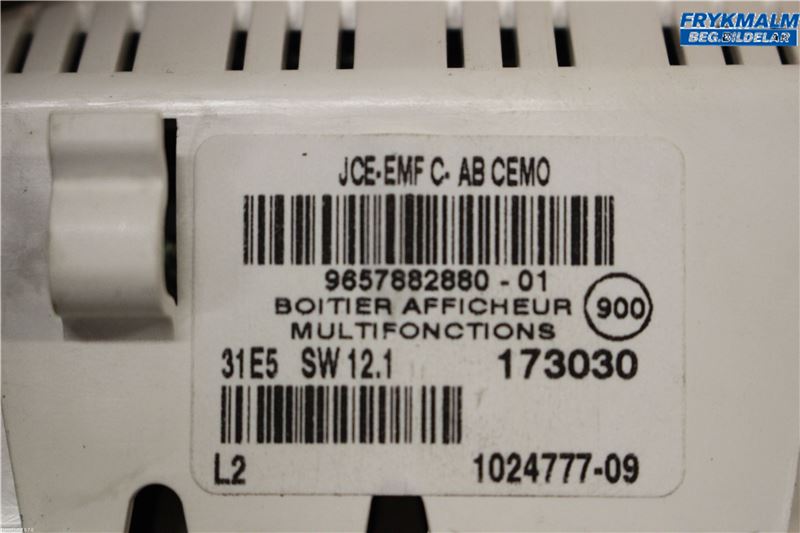 FRYKMALM
BEG.BILDELAR
JCE-EMF C- AB CEMO
9657882880 - 01
BOITIER AFFICHEUR
MULTIFONCTIONS
900
31E5 SW 12.1 173030
L2 1024777-09